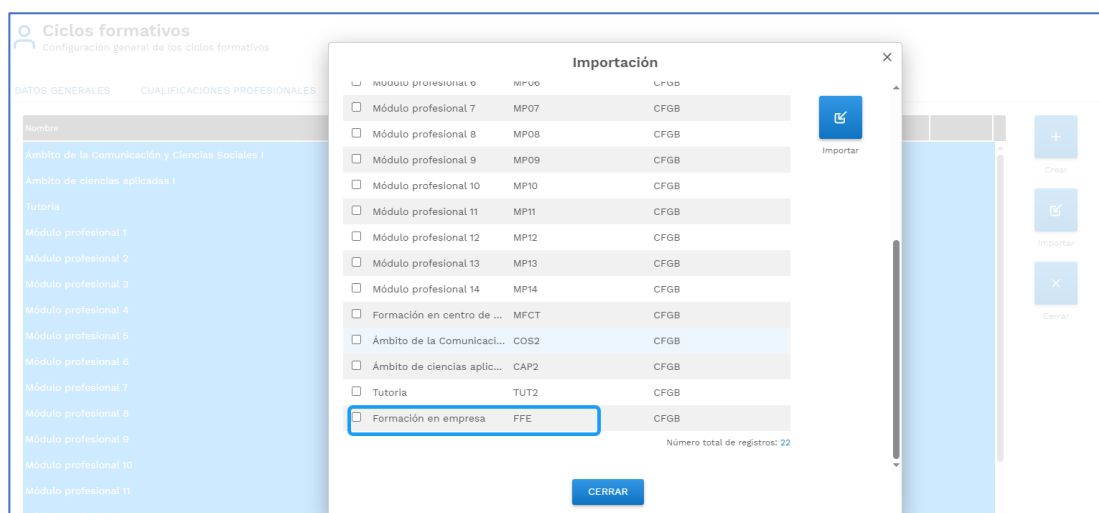 Ciclos formativos
Configuración general de los ciclos formativos
DATOS GENERALES CUALIFICACIONES PROFESIONALES
Nombre
Ámbito de la Comunicación y Ciencias Sociales I
Ámbito de ciencias aplicadas I
Tutoria
Módulo profesional 1
Módulo profesional 2
Módulo profesional 3
Módulo profesional 4
Módulo profesional 5
Módulo profesional 6
Módulo profesional 7
Módulo profesional 8
Módulo profesional 9
Módulo profesional 10
Módulo profesional 11
Importación
Módulo profesional 6 MP06 CFGB
Módulo profesional 7 MP07 CFGB
Módulo profesional 8 MP08 CFGB
Módulo profesional 9 MP09 CFGB
Módulo profesional 10 MP10 CFGB
Módulo profesional 11 MP11 CFGB
Módulo profesional 12 MP12 CFGB
Módulo profesional 13 MP13 CFGB
Módulo profesional 14 MP14 CFGB
Formación en centro de ... MFCT CFGB
Ámbito de la Comunicaci... COS2 CFGB
Ámbito de ciencias aplic... CAP2 CFGB
Tutoria TUT2 CFGB
Formación en empresa FFE CFGB
Número total de registros: 22
Importar
CERRAR
Crear
Importar
Cerrar